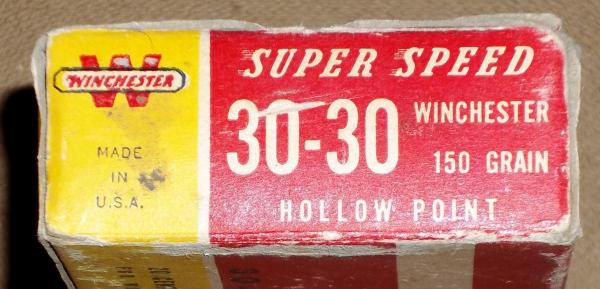 WINCHESTER
MADE
IN
U.S.A.
SUPER SPEED
30-30 WINCHESTER
150 GRAIN
HOLLOW POINT